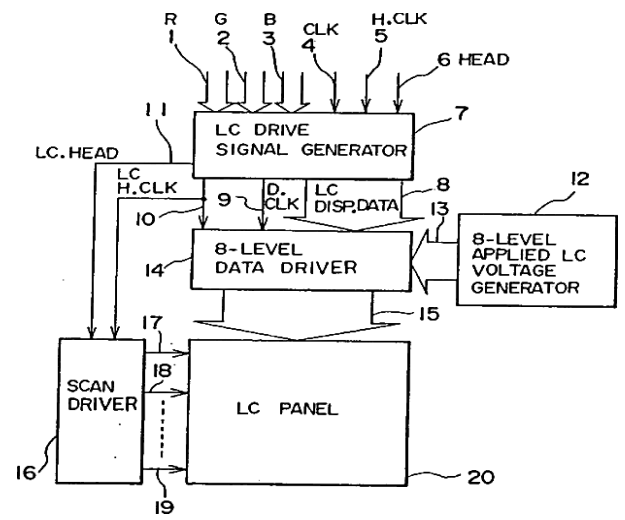 R G B CLK H.CLK
1 2 3 4 5
6 HEAD
11
7
LC.HEAD
LC DRIVE
SIGNAL GENERATOR
LC
H.CLK
10
9
D.
CLK
LC
DISP.DATA
8
12
13
14
8-LEVEL
DATA DRIVER
8-LEVEL
APPLIED LC
VOLTAGE
GENERATOR
15
17
SCAN
DRIVER
18
LC PANEL
16
19
20